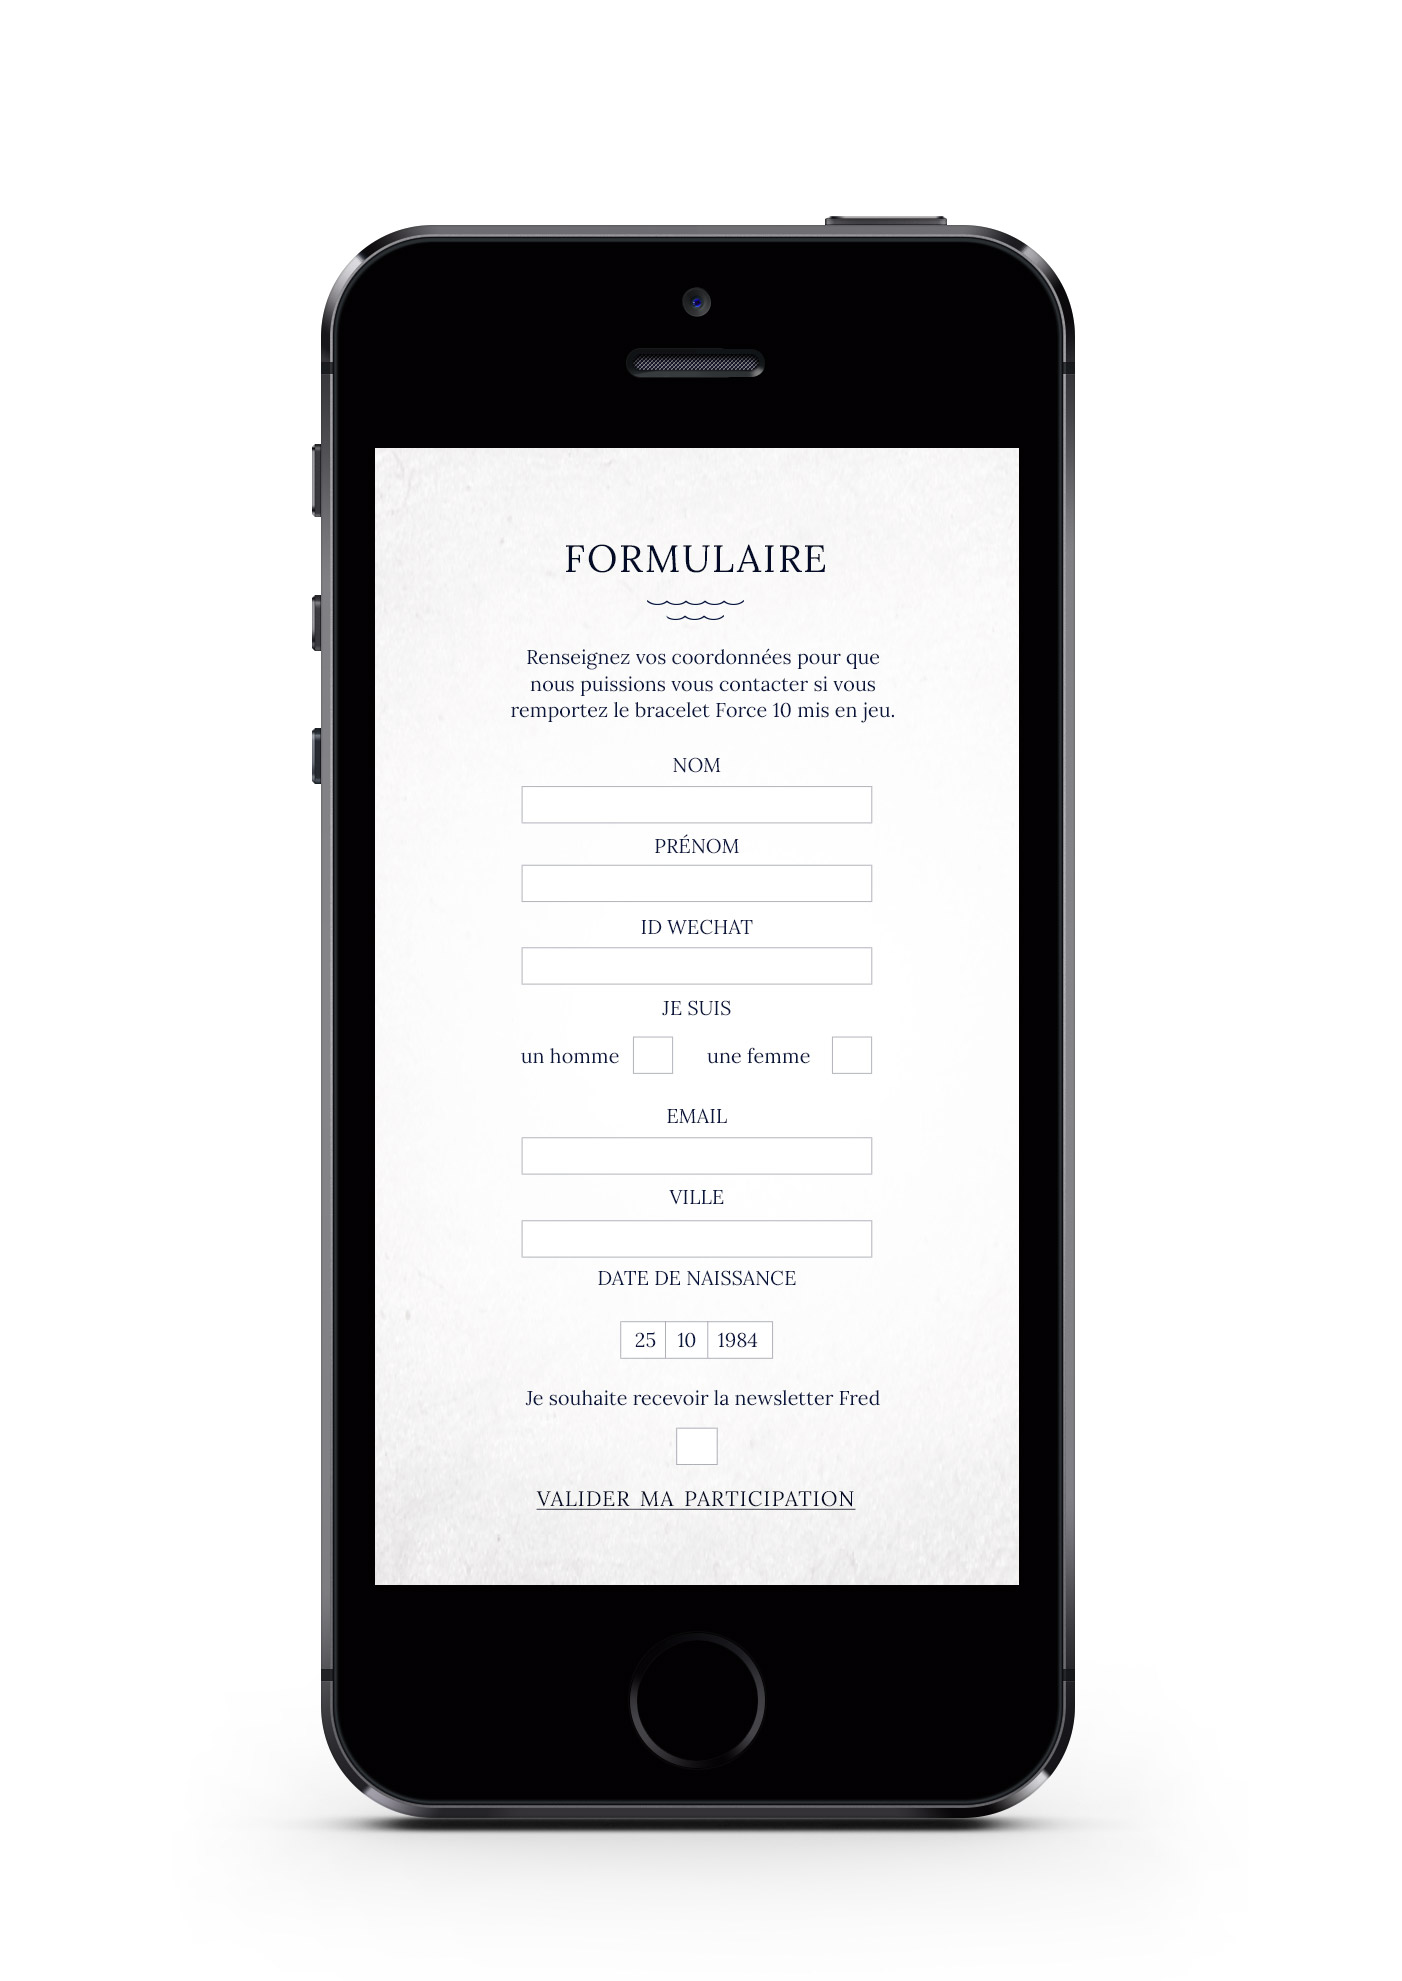 FORMULAIRE
Renseignez vos coordonnées pour que
nous puissions vous contacter si vous
remportez le bracelet Force 10 mis en jeu.
NOM
PRÉNOM
ID WECHAT
JE SUIS
un homme une femme
EMAIL
VILLE
DATE DE NAISSANCE
25 10 1984
Je souhaite recevoir la newsletter Fred
VALIDER MA PARTICIPATION